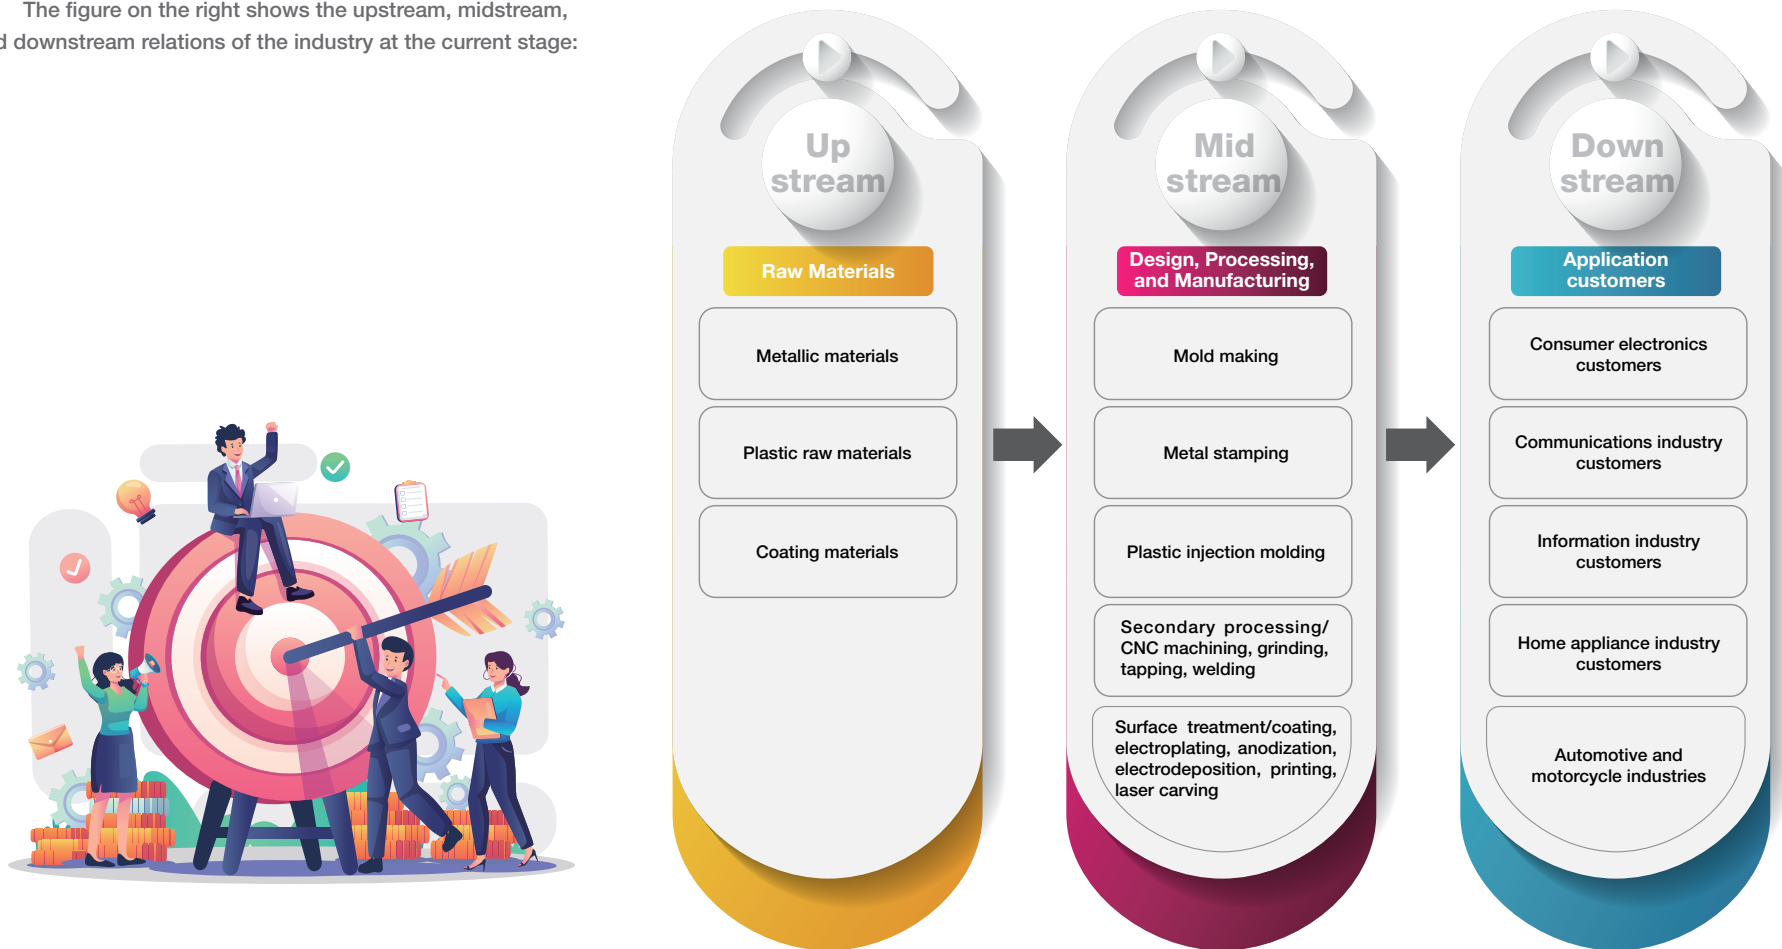 The figure on the right shows the upstream, midstream,
downstream relations of the industry at the current stage:
Up
stream
Raw Materials
Metallic materials
Plastic raw materials
Coating materials
Mid
stream
Design, Processing,
and Manufacturing
Mold making
Metal stamping
Plastic injection molding
Secondary processing/
CNC machining, grinding,
tapping, welding
Surface treatment/coating,
electroplating, anodization,
electrodeposition, printing,
laser carving
Down
stream
Application
customers
Consumer electronics
customers
Communications industry
customers
Information industry
customers
Home appliance industry
customers
Automotive and
motorcycle industries